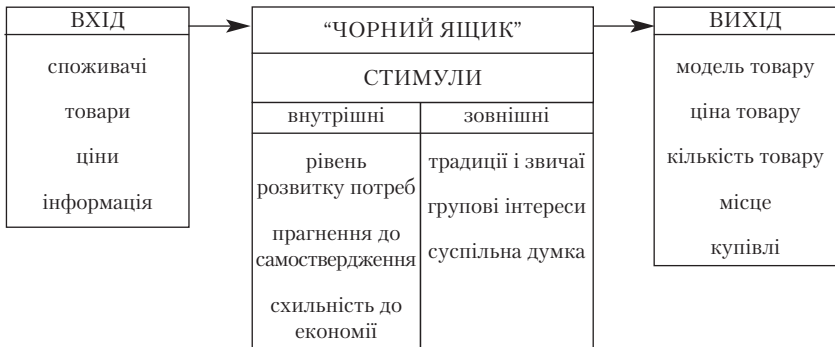 ВХІД
споживачі
товари
ціни
інформація
“ЧОРНИЙ ЯЩИК”
СТИМУЛИ
внутрішні
рівень
розвитку потреб
прагнення до
самоствердження
схильність до
економії
зовнішні
традиції і звичаї
групові інтереси
суспільна думка
ВИХІД
модель товару
ціна товару
кількість товару
місце
купівлі